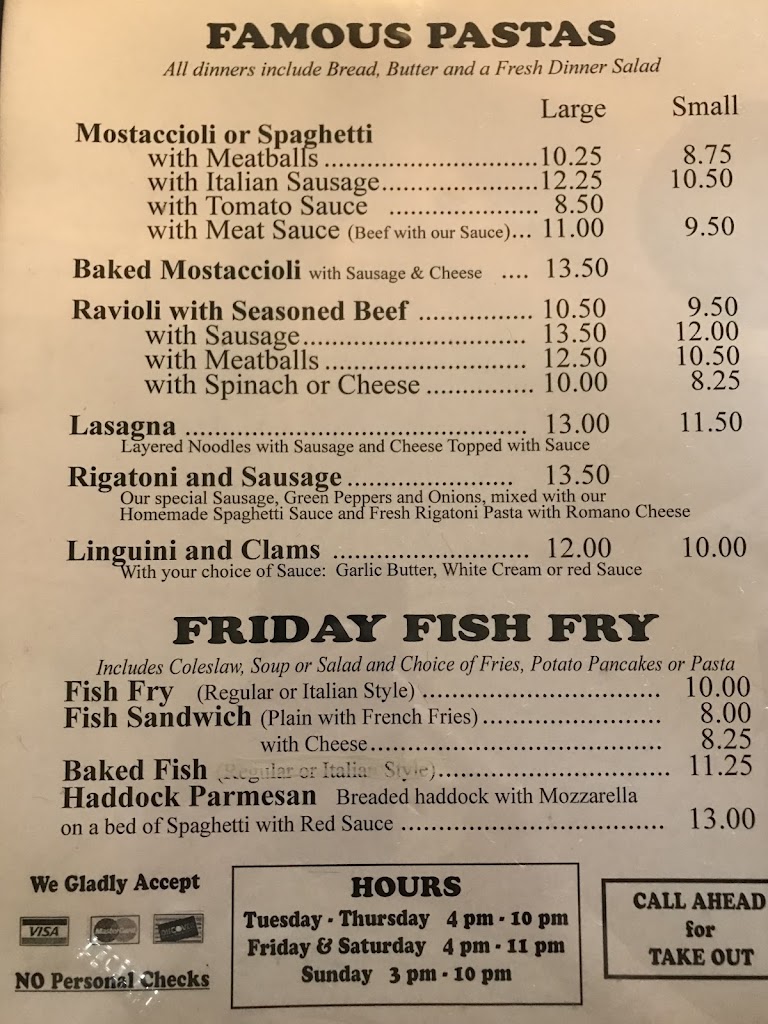 FAMOUS PASTAS
All dinners include Bread, Butter and a Fresh Dinner Salad
Large Small
Mostaccioli or Spaghetti
with Meatballs ................................10.25 8.75
with Italian Sausage.......................12.25 10.50
with Tomato Sauce ...................... 8.50
with Meat Sauce (Beef with our Sauce)... 11.00 9.50
Baked Mostaccioli with Sausage & Cheese .... 13.50
Ravioli with Seasoned Beef ................. 10.50 9.50
with Sausage................................. 13.50 12.00
with Meatballs .............................. 12.50 10.50
with Spinach or Cheese ................ 10.00 8.25
Lasagna ................................................... 13.00 11.50
Layered Noodles with Sausage and Cheese Topped with Sauce
Rigatoni and Sausage......................... 13.50
Our special Sausage, Green Peppers and Onions, mixed with our
Homemade Spaghetti Sauce and Fresh Rigatoni Pasta with Romano Cheese
Linguini and Clams ............................. 12.00 10.00
With your choice of Sauce: Garlic Butter, White Cream or red Sauce
FRIDAY FISH FRY
Includes Coleslaw, Soup or Salad and Choice of Fries, Potato Pancakes or Pasta
Fish Fry (Regular or Italian Style) .................................... 10.00
Fish Sandwich (Plain with French Fries)........................... 8.00
with Cheese............................................ 8.25
Baked Fish (Regular or Italian Style)................................... 11.25
Haddock Parmesan Breaded haddock with Mozzarella
on a bed of Spaghetti with Red Sauce ....................................... 13.00
We Gladly Accept
VISA MasterCard DISCOVER
NO Personal Checks
HOURS
Tuesday - Thursday 4 pm - 10 pm
Friday & Saturday 4 pm - 11 pm
Sunday 3 pm - 10 pm
CALL AHEAD
for
TAKE OUT